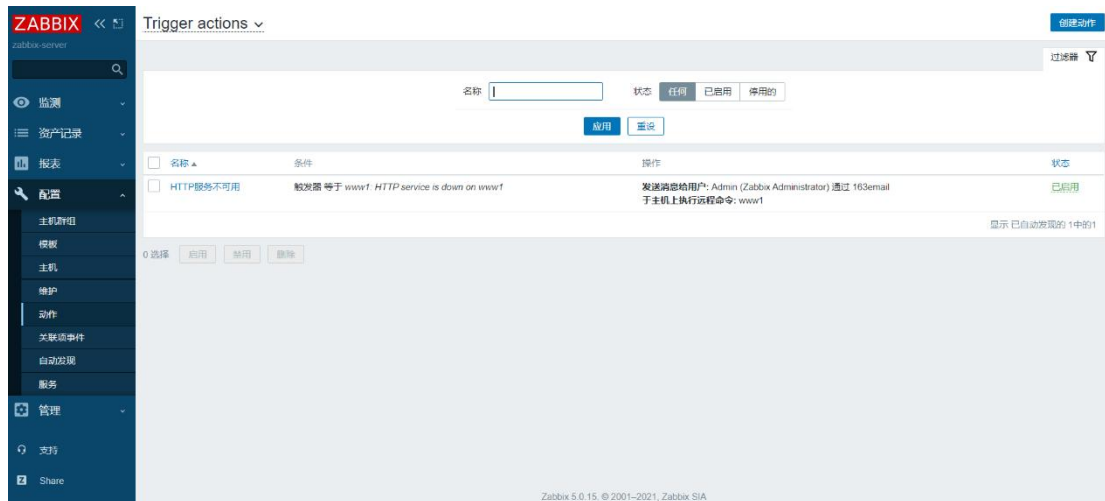 ZABBIX
Trigger actions
创建动作
zabbix-server
过滤器
名称
状态 任何 已启用 停用的
应用 重设
监测
资产记录
报表
配置
主机群组
模板
主机
维护
动作
关联项事件
自动发现
服务
管理
支持
Share
名称 条件 操作 状态
HTTP服务不可用 触发器 等于 www1: HTTP service is down on www1 发送消息给用户: Admin (Zabbix Administrator) 通过 163email 已启用
于主机上执行远程命令: www1
显示 已自动发现的 1中的1
0 选择 启用 禁用 删除
Zabbix 5.0.15. © 2001–2021, Zabbix SIA